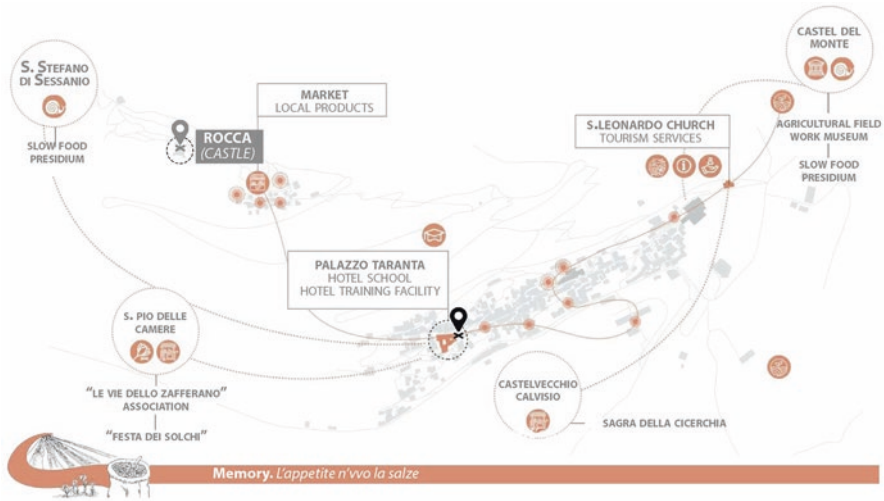 S. STEFANO
DI SESSANIO
SLOW FOOD
PRESIDIUM
ROCCA
(CASTLE)
MARKET
LOCAL PRODUCTS
S.LEONARDO CHURCH
TOURISM SERVICES
CASTEL DEL
MONTE
AGRICULTURAL FIELD
WORK MUSEUM
SLOW FOOD
PRESIDIUM
PALAZZO TARANTA
HOTEL SCHOOL
HOTEL TRAINING FACILITY
S. PIO DELLE
CAMERE
“LE VIE DELLO ZAFFERANO”
ASSOCIATION
“FESTA DEI SOLCHI”
CASTELVECCHIO
CALVISIO
SAGRA DELLA CICERCHIA
Memory. L'appetite n'vvo la salze